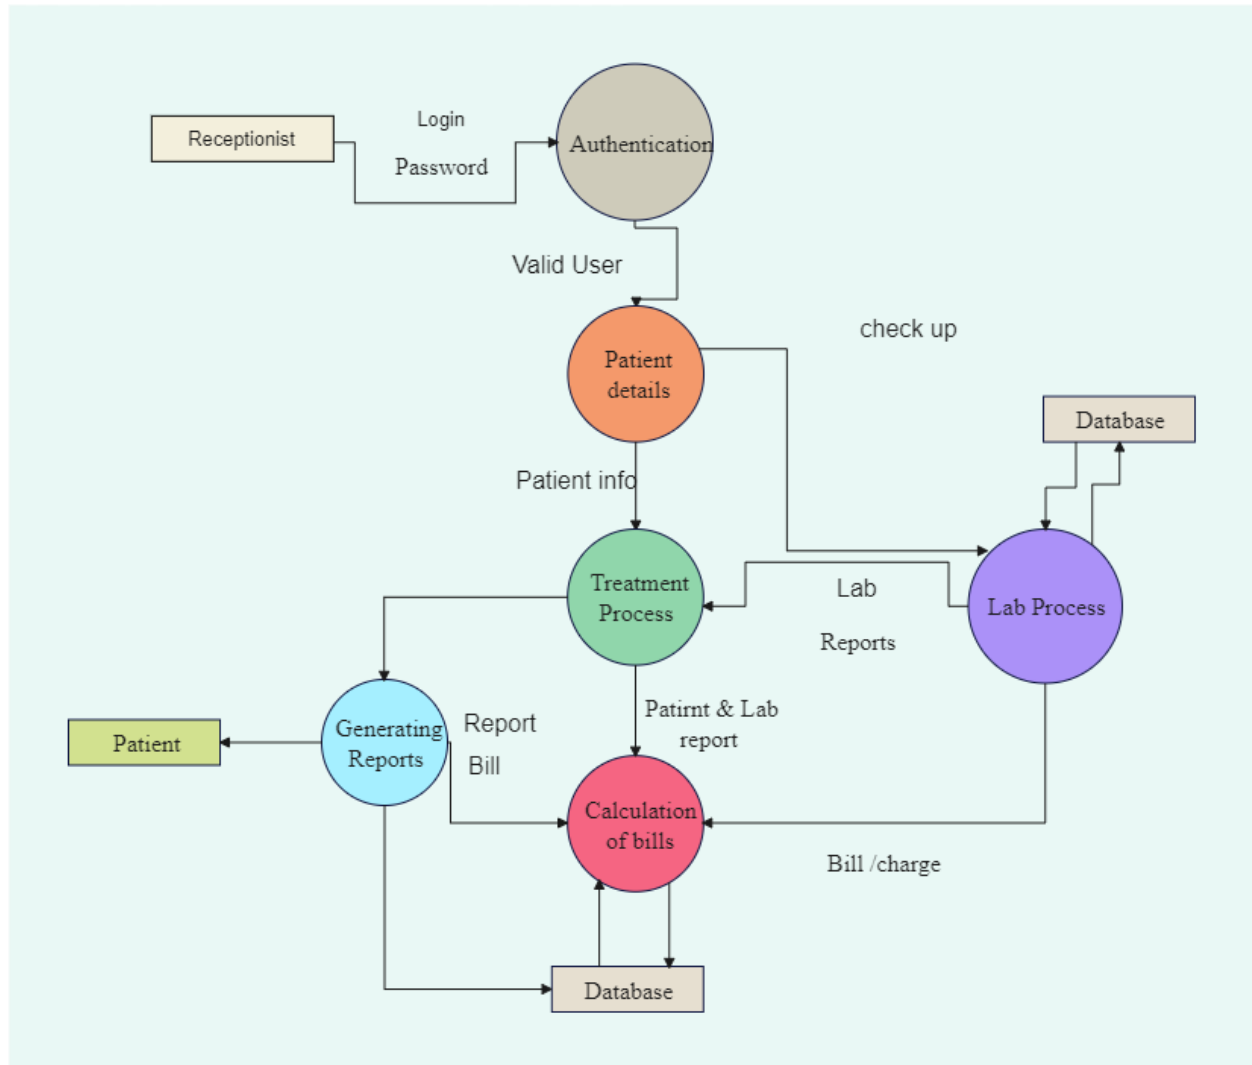 Login
Receptionist
Password
Authentication
Valid User
check up
Patient
details
Database
Patient info
Treatment
Process
Lab
Reports
Lab Process
Patirnt & Lab
report
Generating
Reports
Report
Bill
Patient
Calculation
of bills
Bill /charge
Database